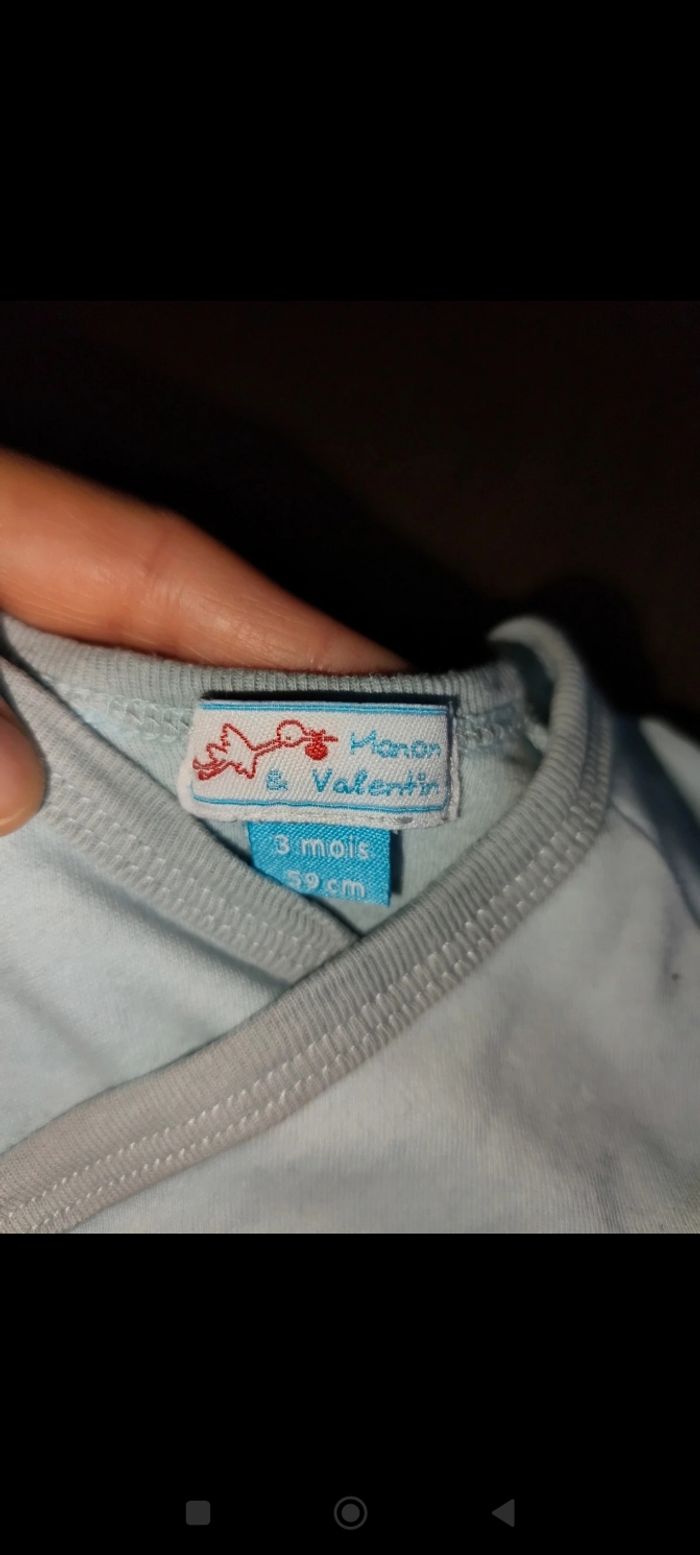 Manon
& Valentin
3 mois
59 cm